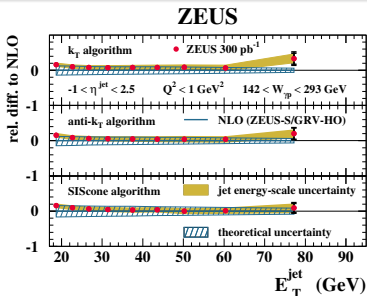 ZEUS
rel. diff. to NLO
k_T algorithm
ZEUS 300 pb⁻¹
0
-1 < η^jet < 2.5 Q² < 1 GeV² 142 < W_γp < 293 GeV
-1
anti-k_T algorithm
NLO (ZEUS-S/GRV-HO)
0
-1
SIScone algorithm
jet energy-scale uncertainty
0
theoretical uncertainty
-1
20 30 40 50 60 70 80 90
E_T^jet (GeV)